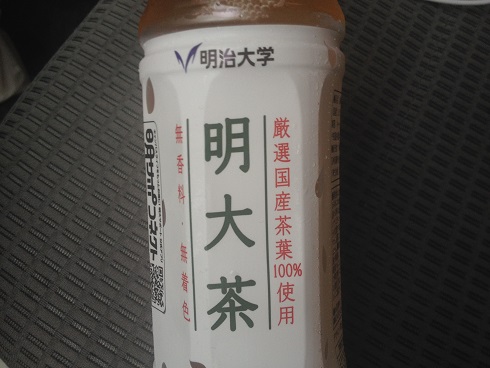 明治大学
厳選国産茶葉100%使用
明大茶
無香料・無着色